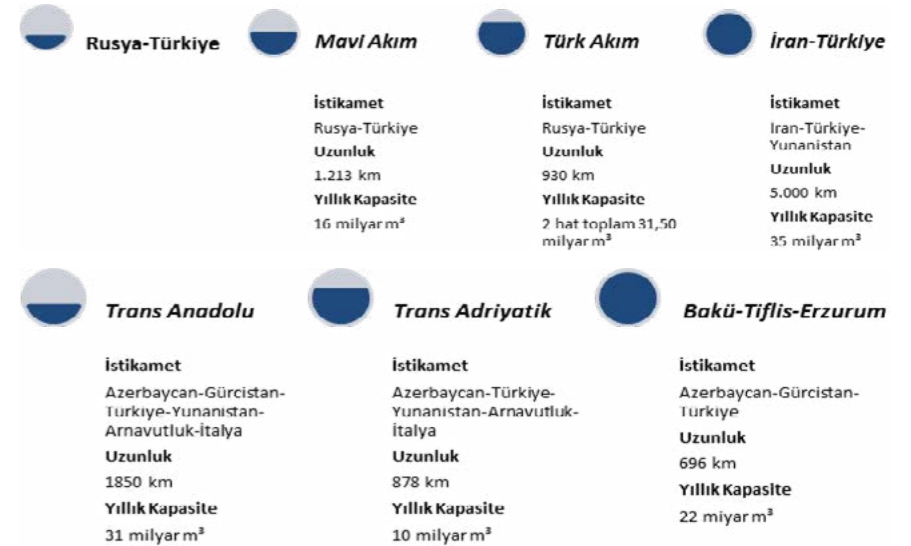 Rusya-Türkiye
Mavi Akım
İstikamet
Rusya-Türkiye
Uzunluk
1.213 km
Yıllık Kapasite
16 milyar m³
Türk Akım
İstikamet
Rusya-Türkiye
Uzunluk
930 km
Yıllık Kapasite
2 hat toplam 31,50
milyar m³
İran-Türkiye
İstikamet
Iran-Türkiye-
Yunanistan
Uzunluk
5.000 km
Yıllık Kapasite
35 milyar m³
Trans Anadolu
İstikamet
Azerbaycan-Gürcistan-
Türkiye-Yunanistan-
Arnavutluk-İtalya
Uzunluk
1850 km
Yıllık Kapasite
31 milyar m³
Trans Adriyatik
İstikamet
Azerbaycan-Türkiye-
Yunanistan-Arnavutluk-
İtalya
Uzunluk
878 km
Yıllık Kapasite
10 milyar m³
Bakü-Tiflis-Erzurum
İstikamet
Azerbaycan-Gürcistan-
Türkiye
Uzunluk
696 km
Yıllık Kapasite
22 miyar m³